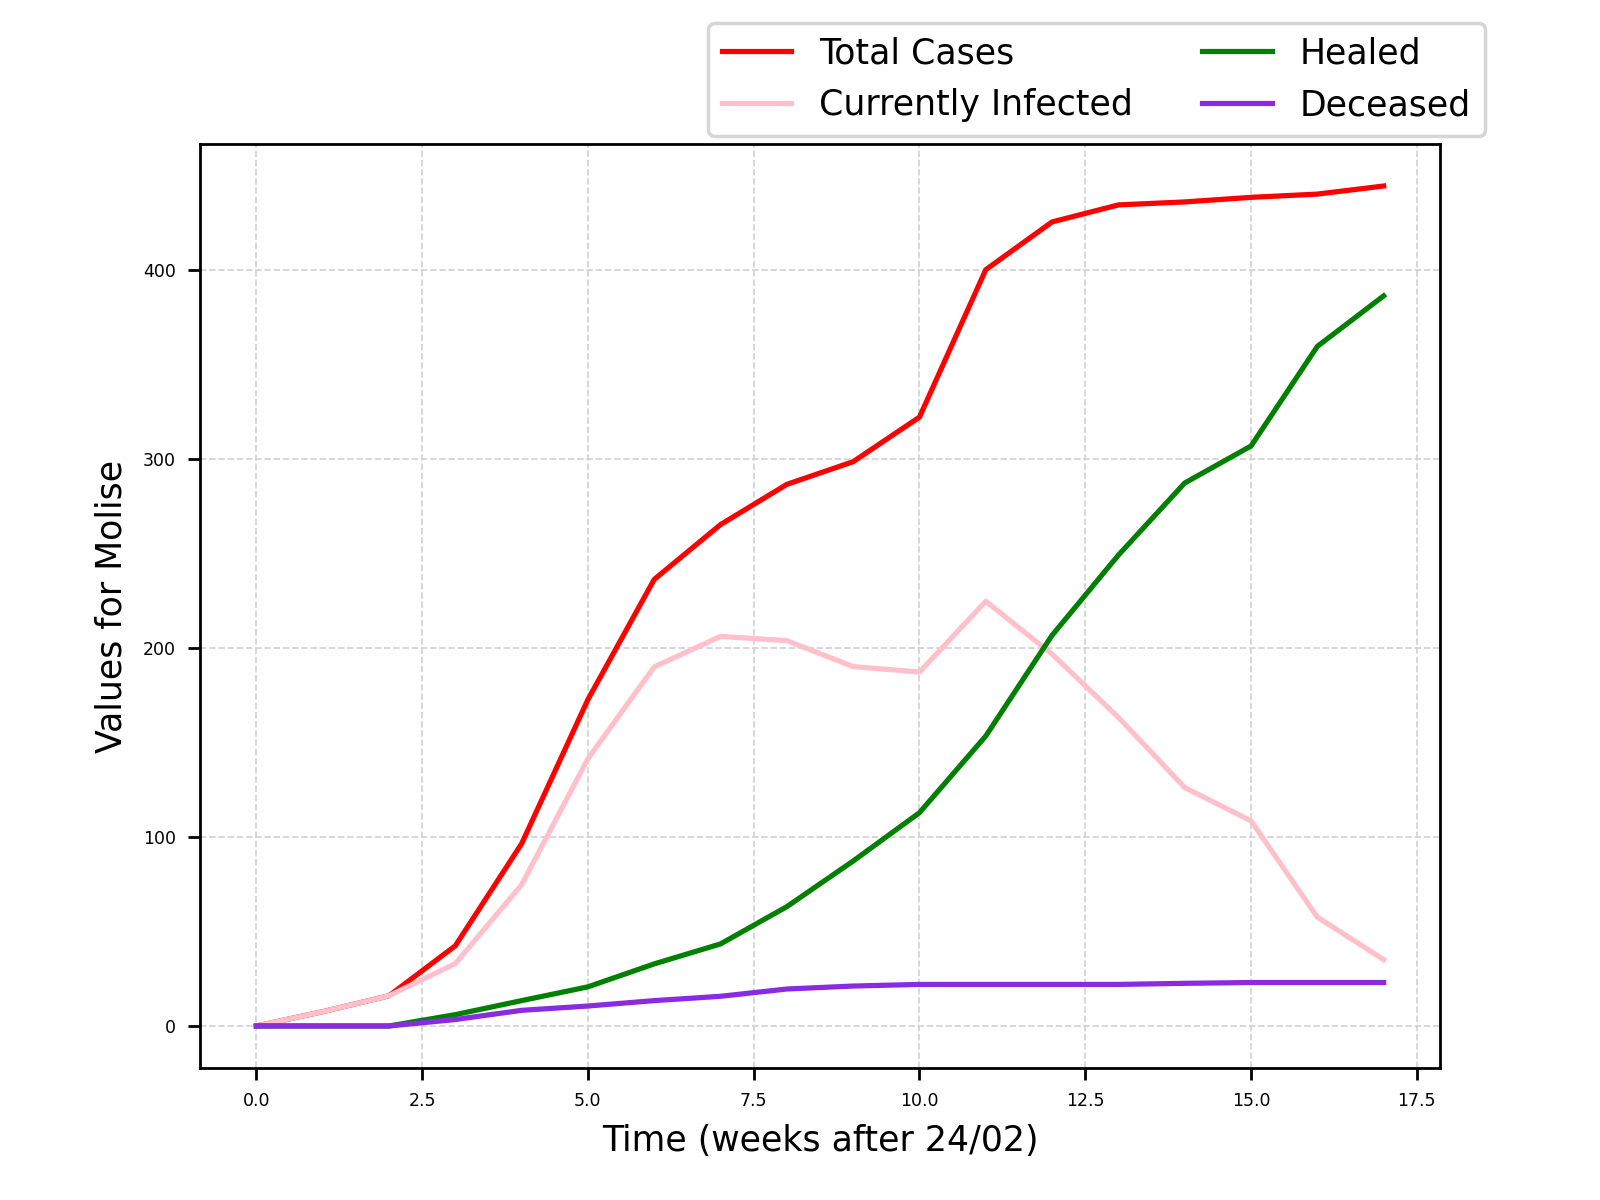 Total Cases Healed
Currently Infected Deceased
Values for Molise
400
300
200
100
0
0.0 2.5 5.0 7.5 10.0 12.5 15.0 17.5
Time (weeks after 24/02)